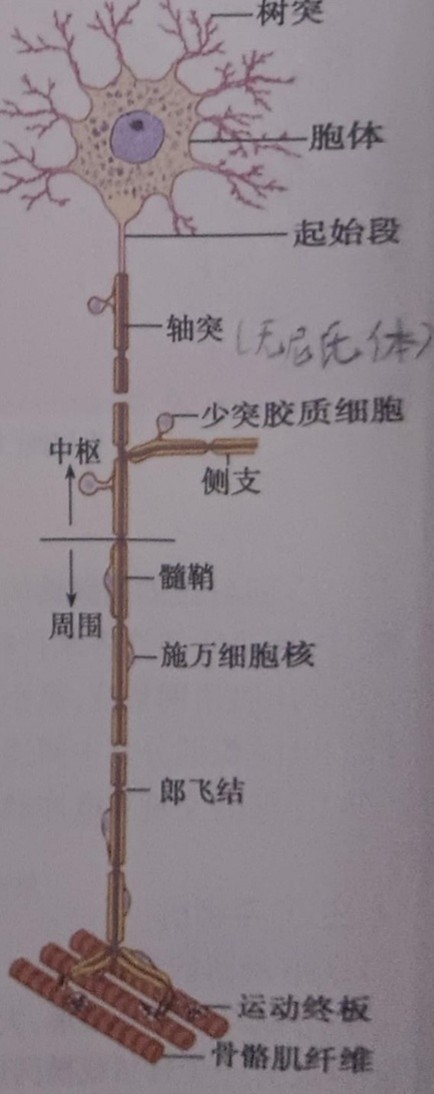 树突
胞体
起始段
轴突 (无尼氏体)
少突胶质细胞
中枢
侧支
髓鞘
周围
施万细胞核
郎飞结
运动终板
骨骼肌纤维